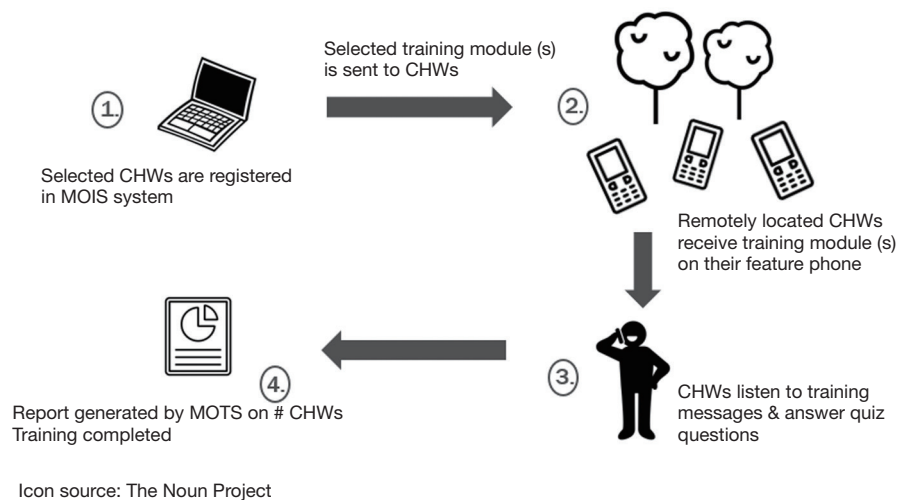 1.
Selected CHWs are registered
in MOIS system
Selected training module (s)
is sent to CHWs
2.
Remotely located CHWs
receive training module (s)
on their feature phone
3.
CHWs listen to training
messages & answer quiz
questions
4.
Report generated by MOTS on # CHWs
Training completed
Icon source: The Noun Project